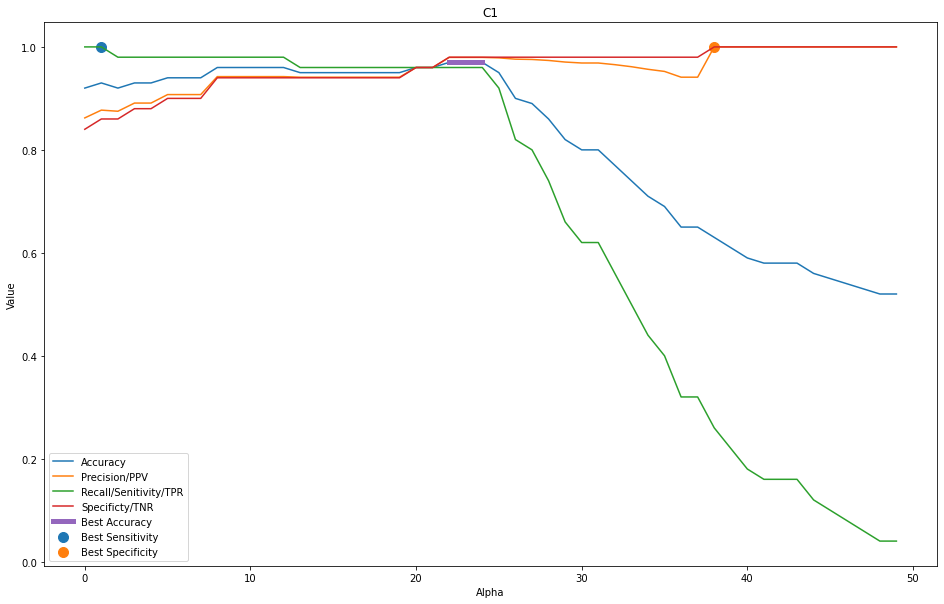 C1
1.0
0.8
0.6
0.4
0.2
0.0
Value
Accuracy
Precision/PPV
Recall/Senitivity/TPR
Specificty/TNR
Best Accuracy
Best Sensitivity
Best Specificity
0 10 20 30 40 50
Alpha